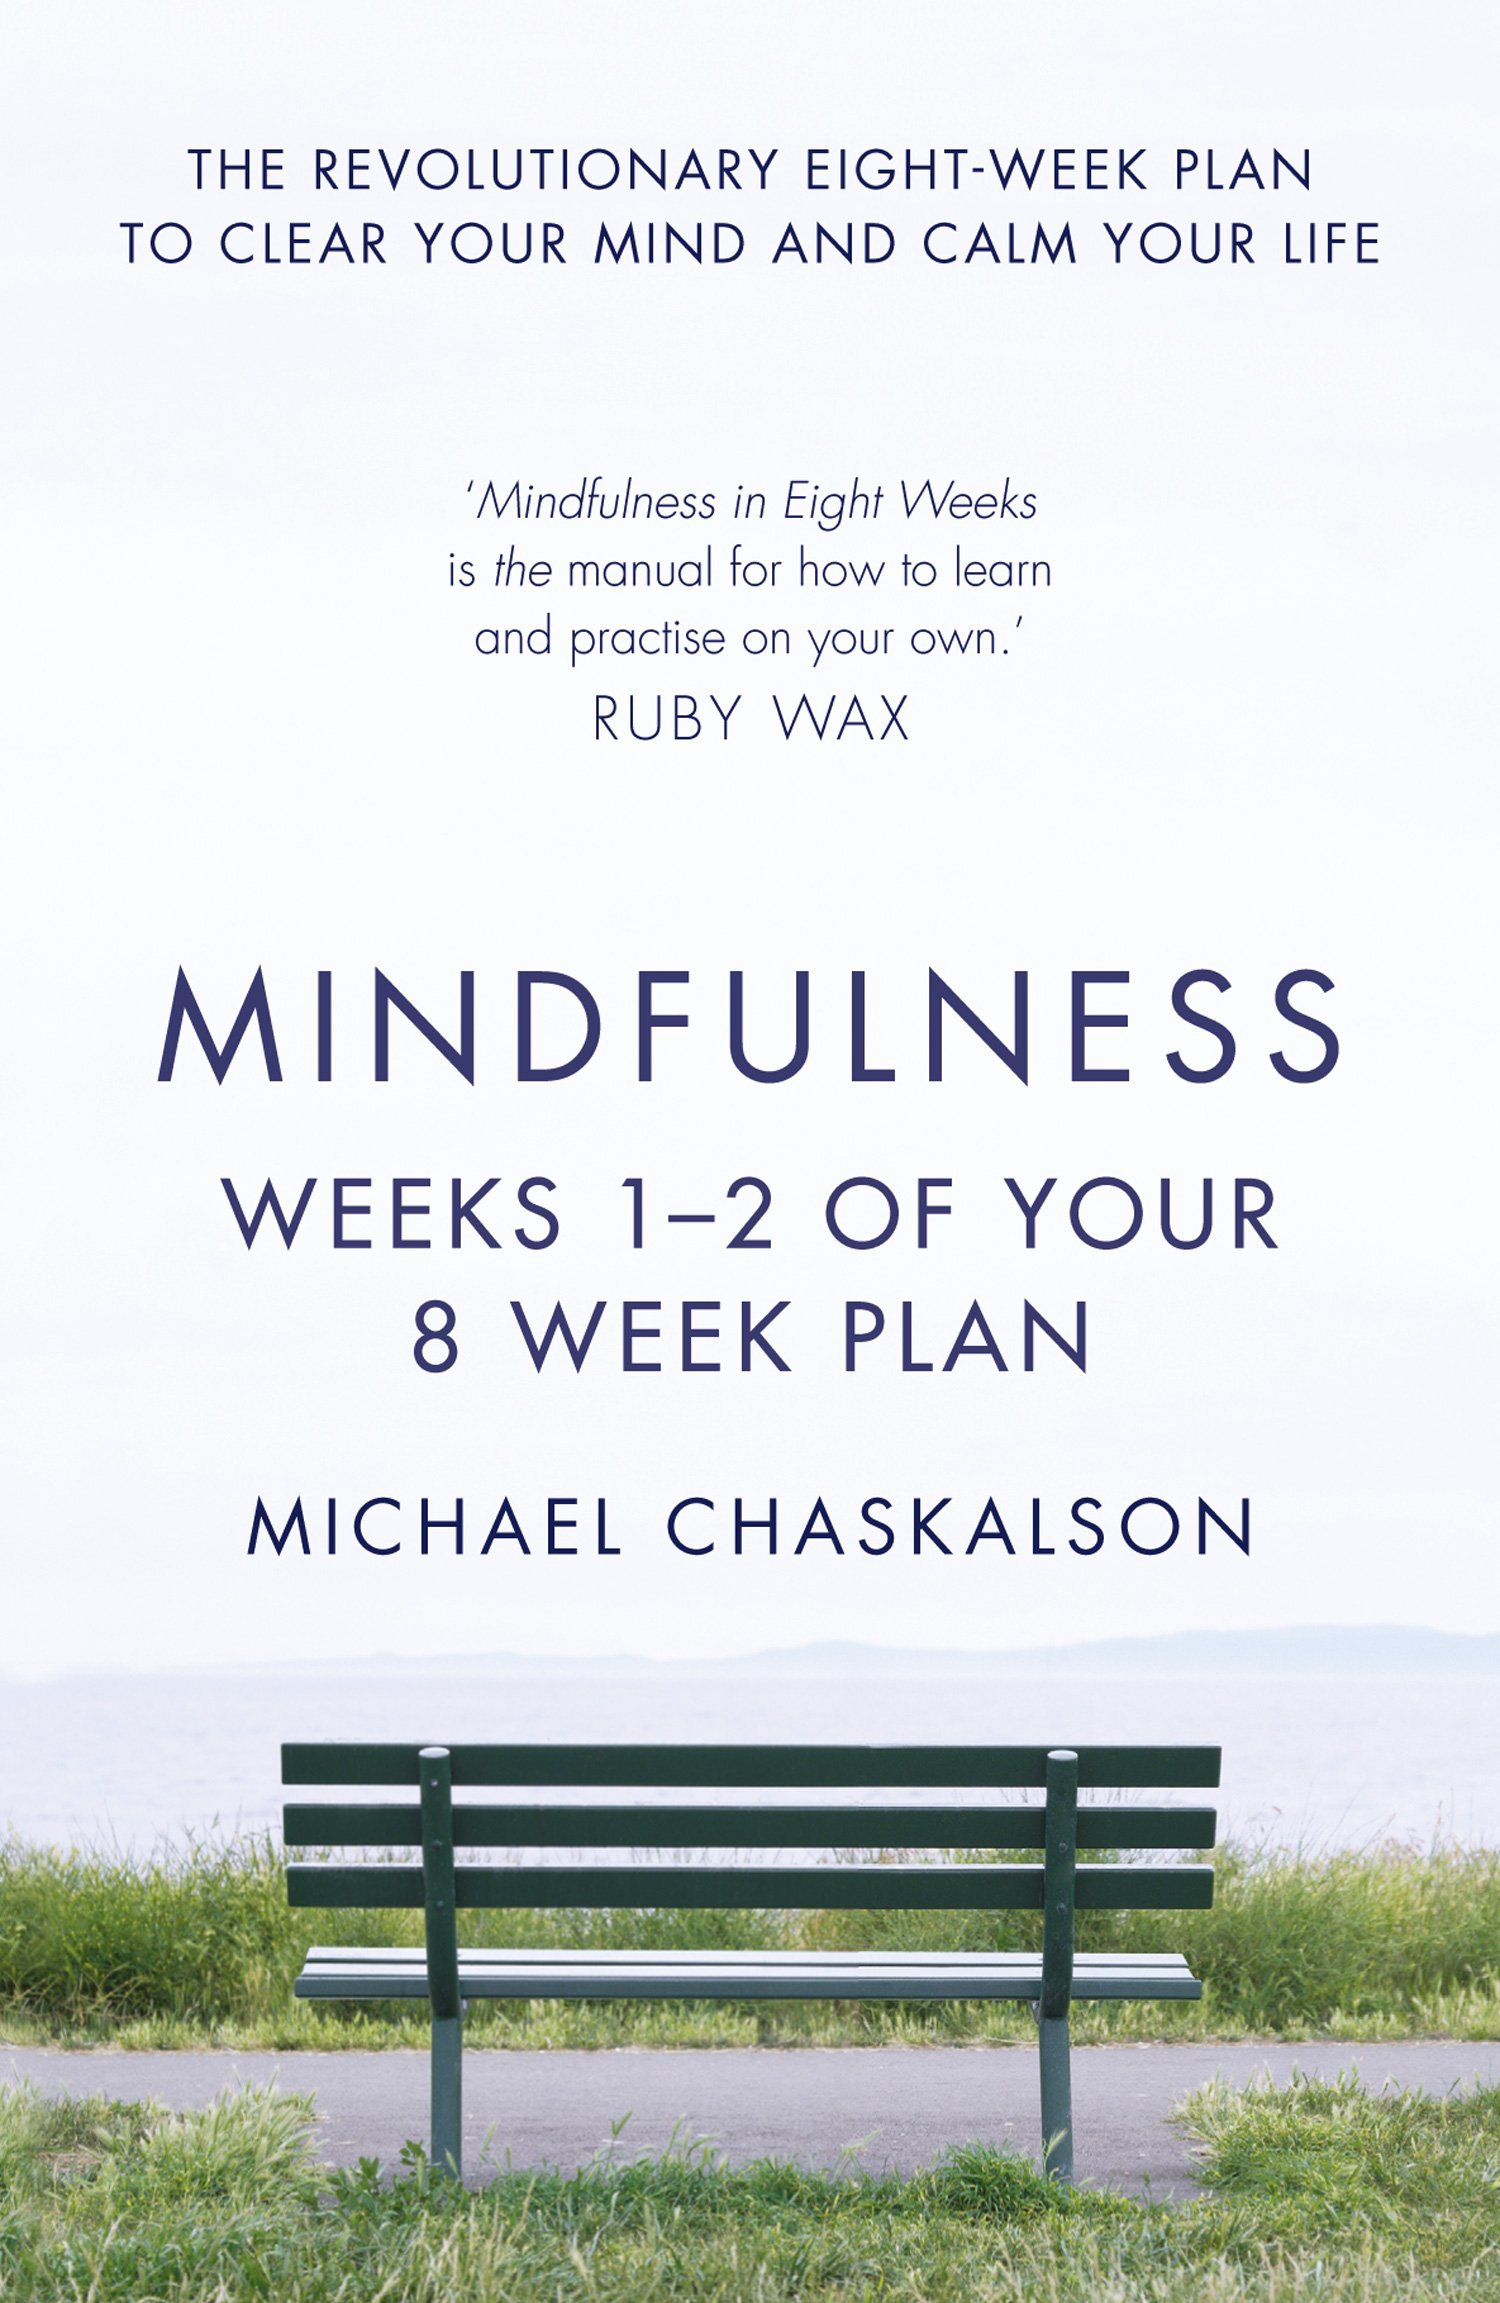 THE REVOLUTIONARY EIGHT-WEEK PLAN
TO CLEAR YOUR MIND AND CALM YOUR LIFE
‘Mindfulness in Eight Weeks
is the manual for how to learn
and practise on your own.’
RUBY WAX
MINDFULNESS
WEEKS 1–2 OF YOUR
8 WEEK PLAN
MICHAEL CHASKALSON